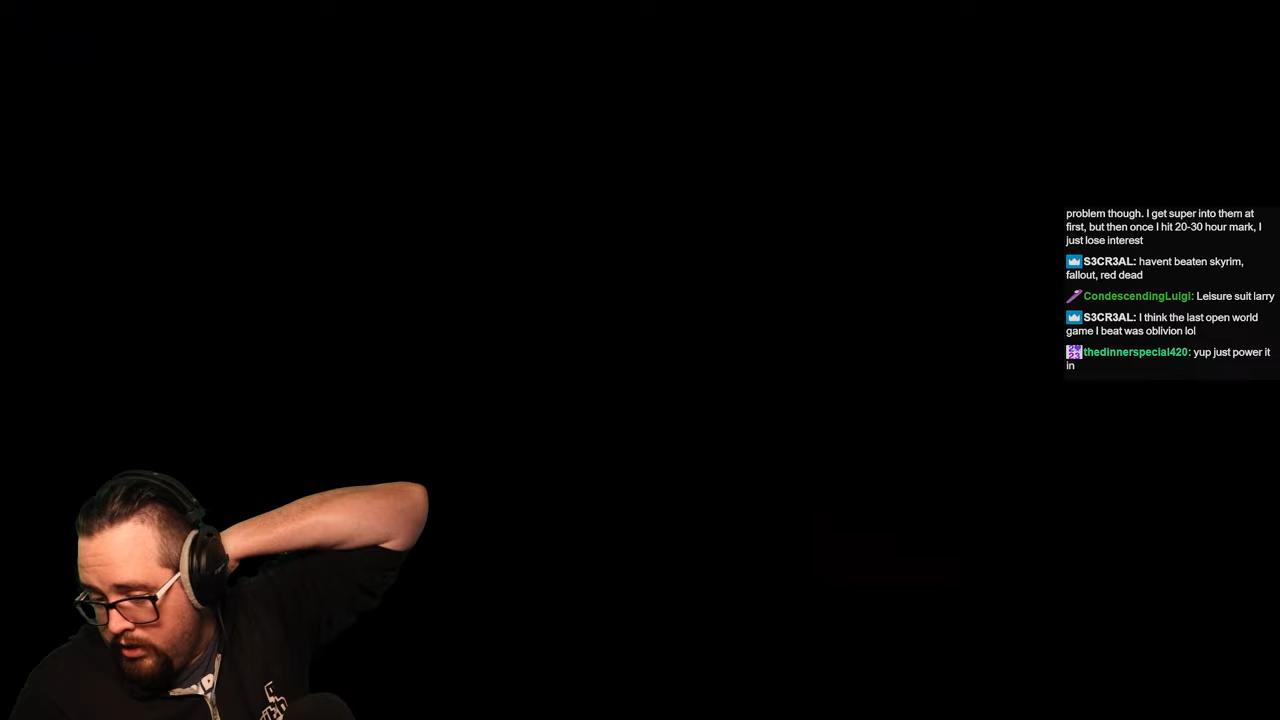 problem though. I get super into them at
first, but then once I hit 20-30 hour mark, I
just lose interest
S3CR3AL: havent beaten skyrim,
fallout, red dead
CondescendingLuigi: Leisure suit larry
S3CR3AL: I think the last open world
game I beat was oblivion lol
thedinnerspecial420: yup just power it
in